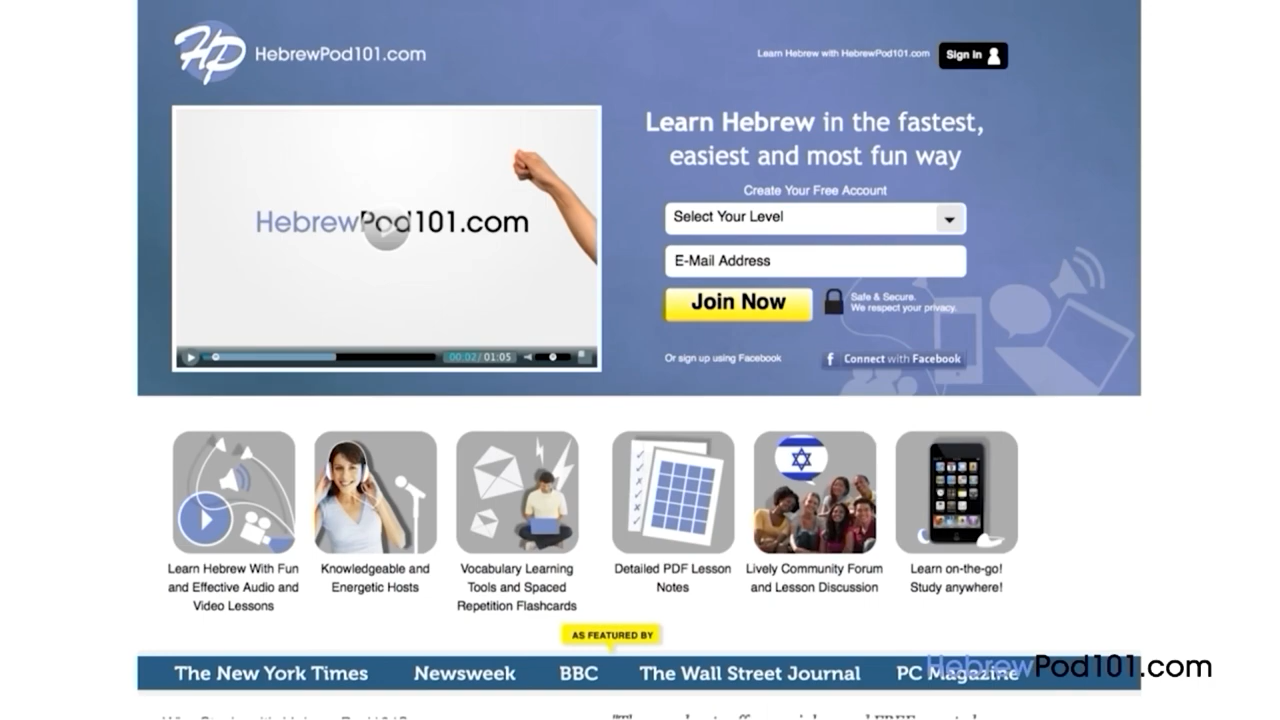 HP HebrewPod101.com
Learn Hebrew with HebrewPod101.com
Sign In
HebrewPod101.com
00:02 / 01:05
Learn Hebrew in the fastest,
easiest and most fun way
Create Your Free Account
Select Your Level
E-Mail Address
Join Now
Safe & Secure.
We respect your privacy.
Or sign up using Facebook
f Connect with Facebook
Learn Hebrew With Fun
and Effective Audio and
Video Lessons
Knowledgeable and
Energetic Hosts
Vocabulary Learning
Tools and Spaced
Repetition Flashcards
Detailed PDF Lesson
Notes
Lively Community Forum
and Lesson Discussion
Learn on-the-go!
Study anywhere!
AS FEATURED BY
The New York Times
Newsweek
BBC
The Wall Street Journal
PC Magazine
HebrewPod101.com